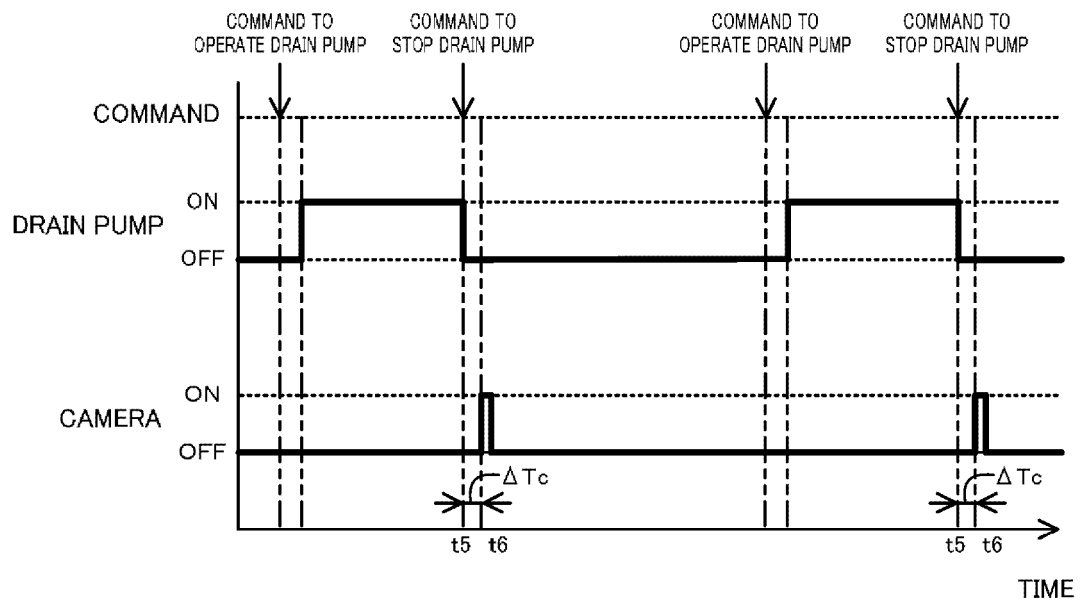 COMMAND TO
OPERATE DRAIN PUMP
COMMAND TO
STOP DRAIN PUMP
COMMAND TO
OPERATE DRAIN PUMP
COMMAND TO
STOP DRAIN PUMP
COMMAND
ON
DRAIN PUMP
OFF
ON
CAMERA
OFF
ΔTc
ΔTc
t5 t6
t5 t6
TIME